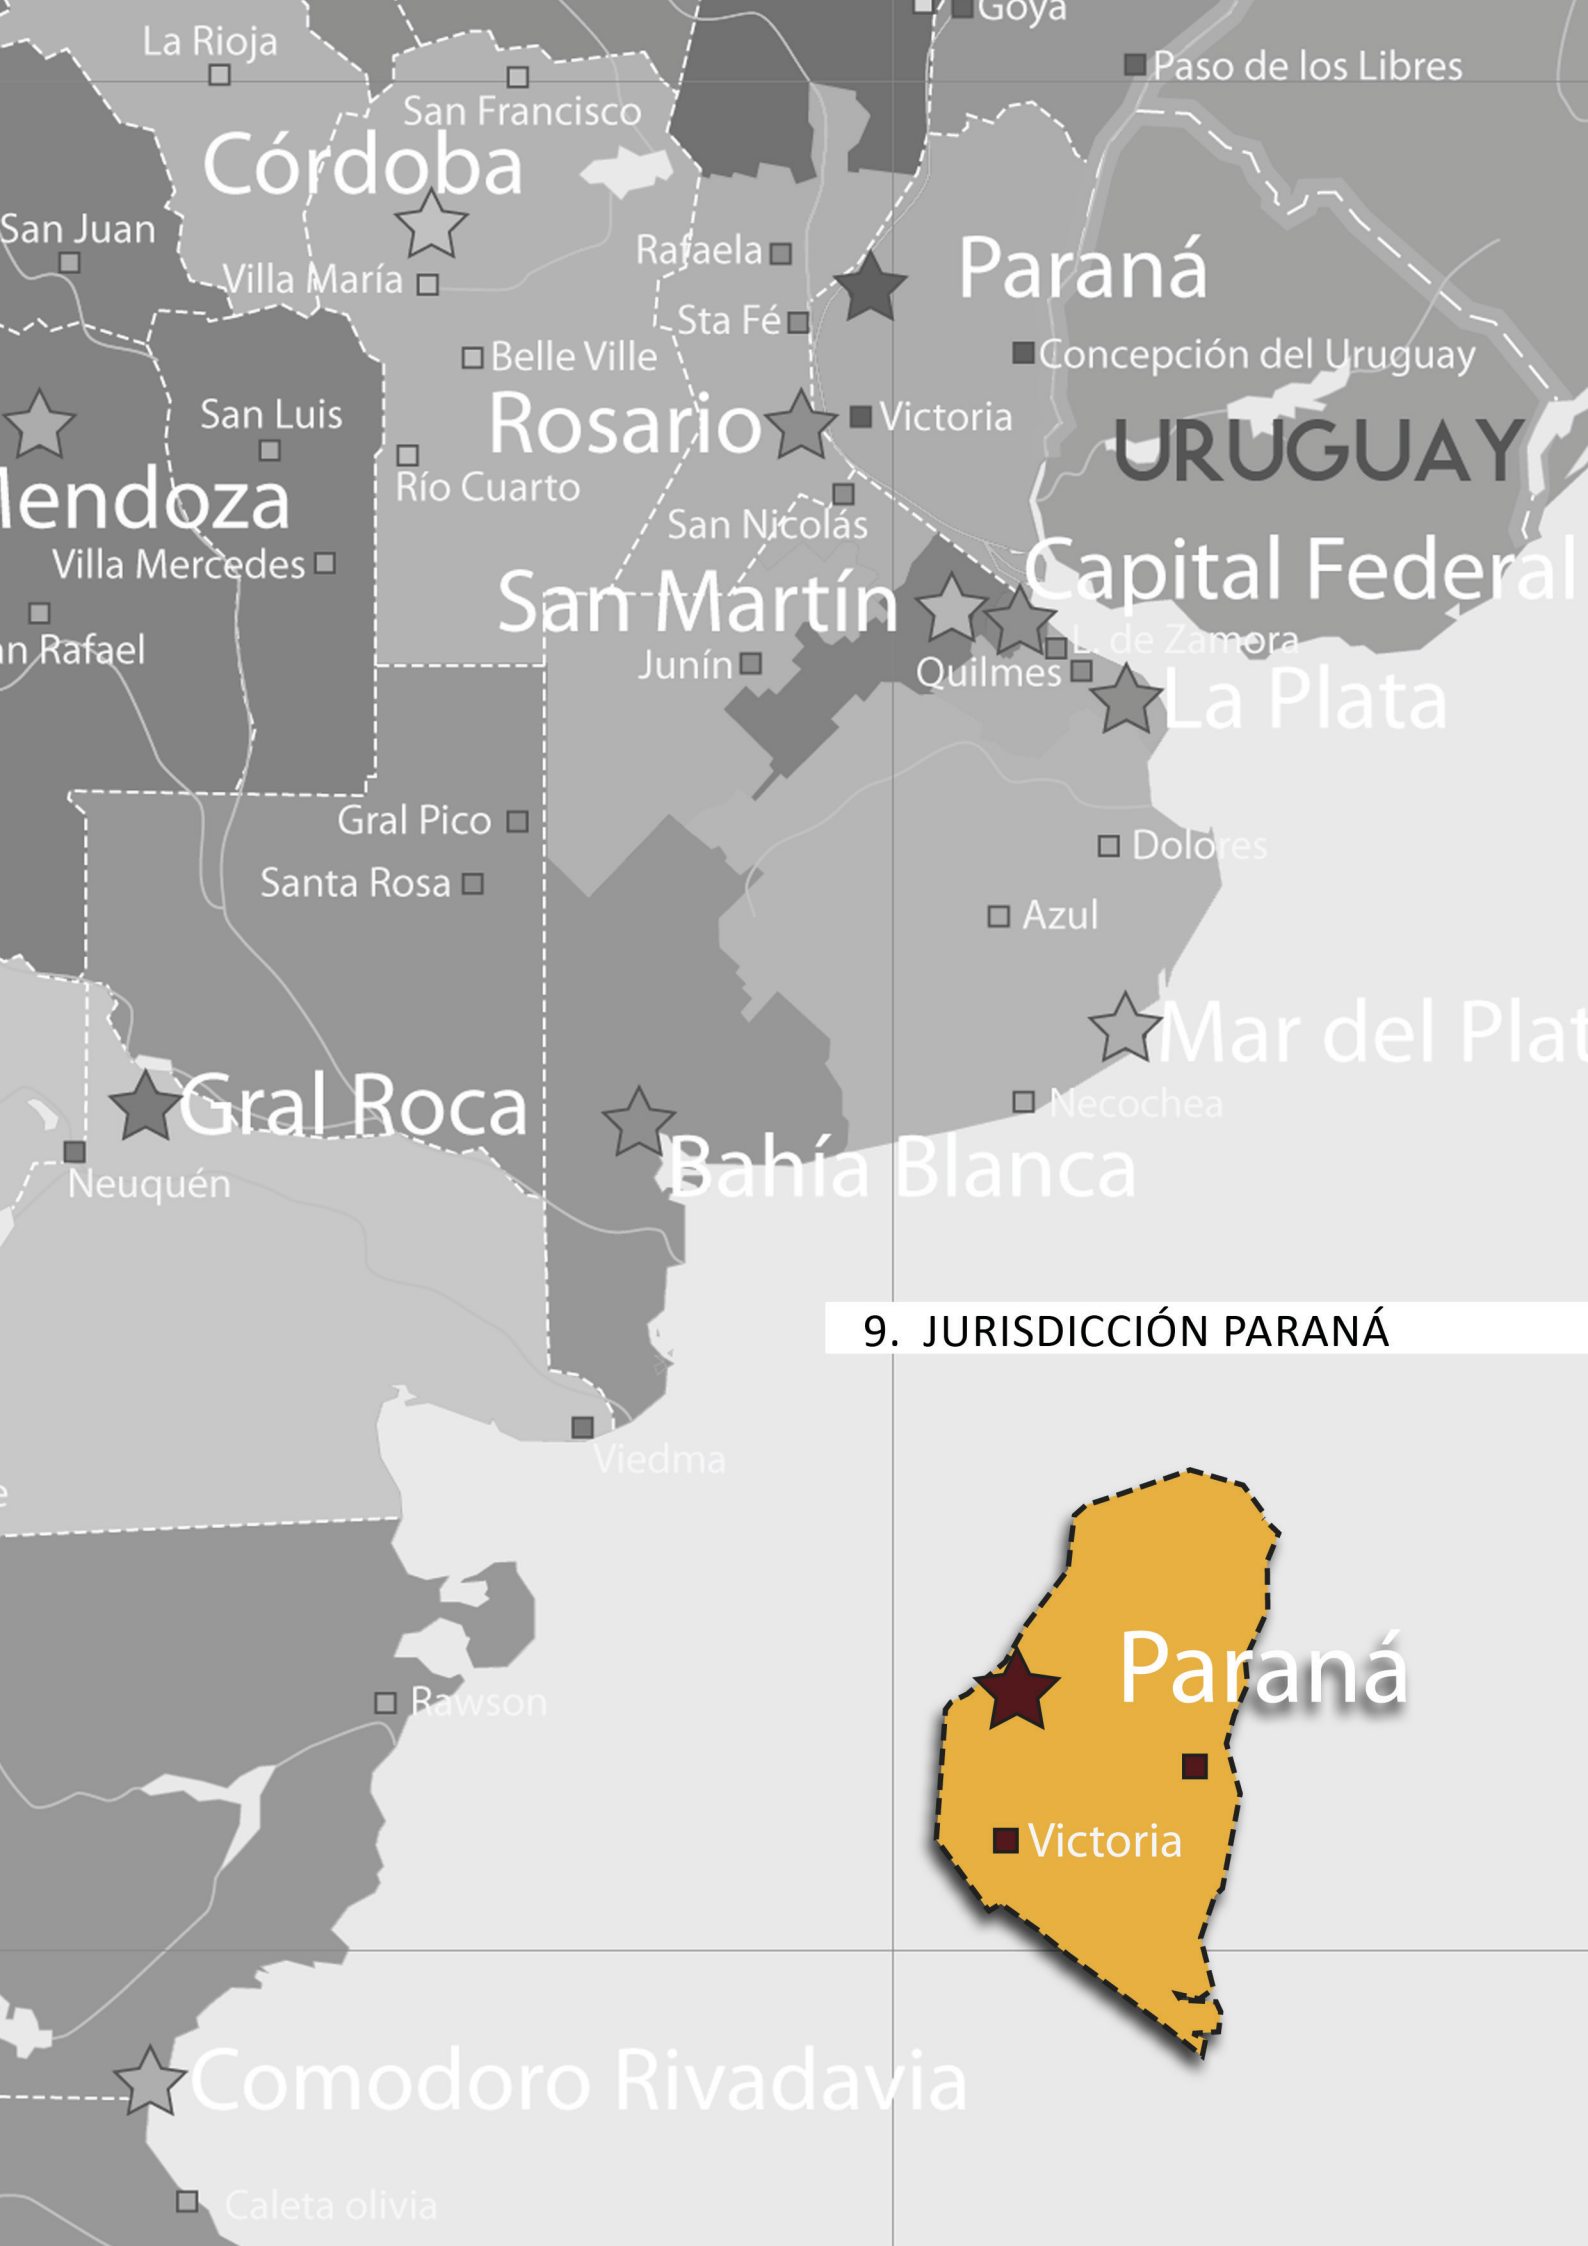 Goya
La Rioja
Paso de los Libres
San Francisco
Córdoba
San Juan
Rafaela
Paraná
Villa María
Sta Fé
Belle Ville
Concepción del Uruguay
San Luis
Rosario
Victoria
URUGUAY
Río Cuarto
endoza
San Nicolás
Villa Mercedes
Capital Federal
San Martín
L. de Zamora
an Rafael
Junín
Quilmes
La Plata
Gral Pico
Dolores
Santa Rosa
Azul
Mar del Plat
Gral Roca
Necochea
Bahía Blanca
Neuquén
9. JURISDICCIÓN PARANÁ
Viedma
e
Paraná
Rawson
Victoria
Comodoro Rivadavia
Caleta olivia